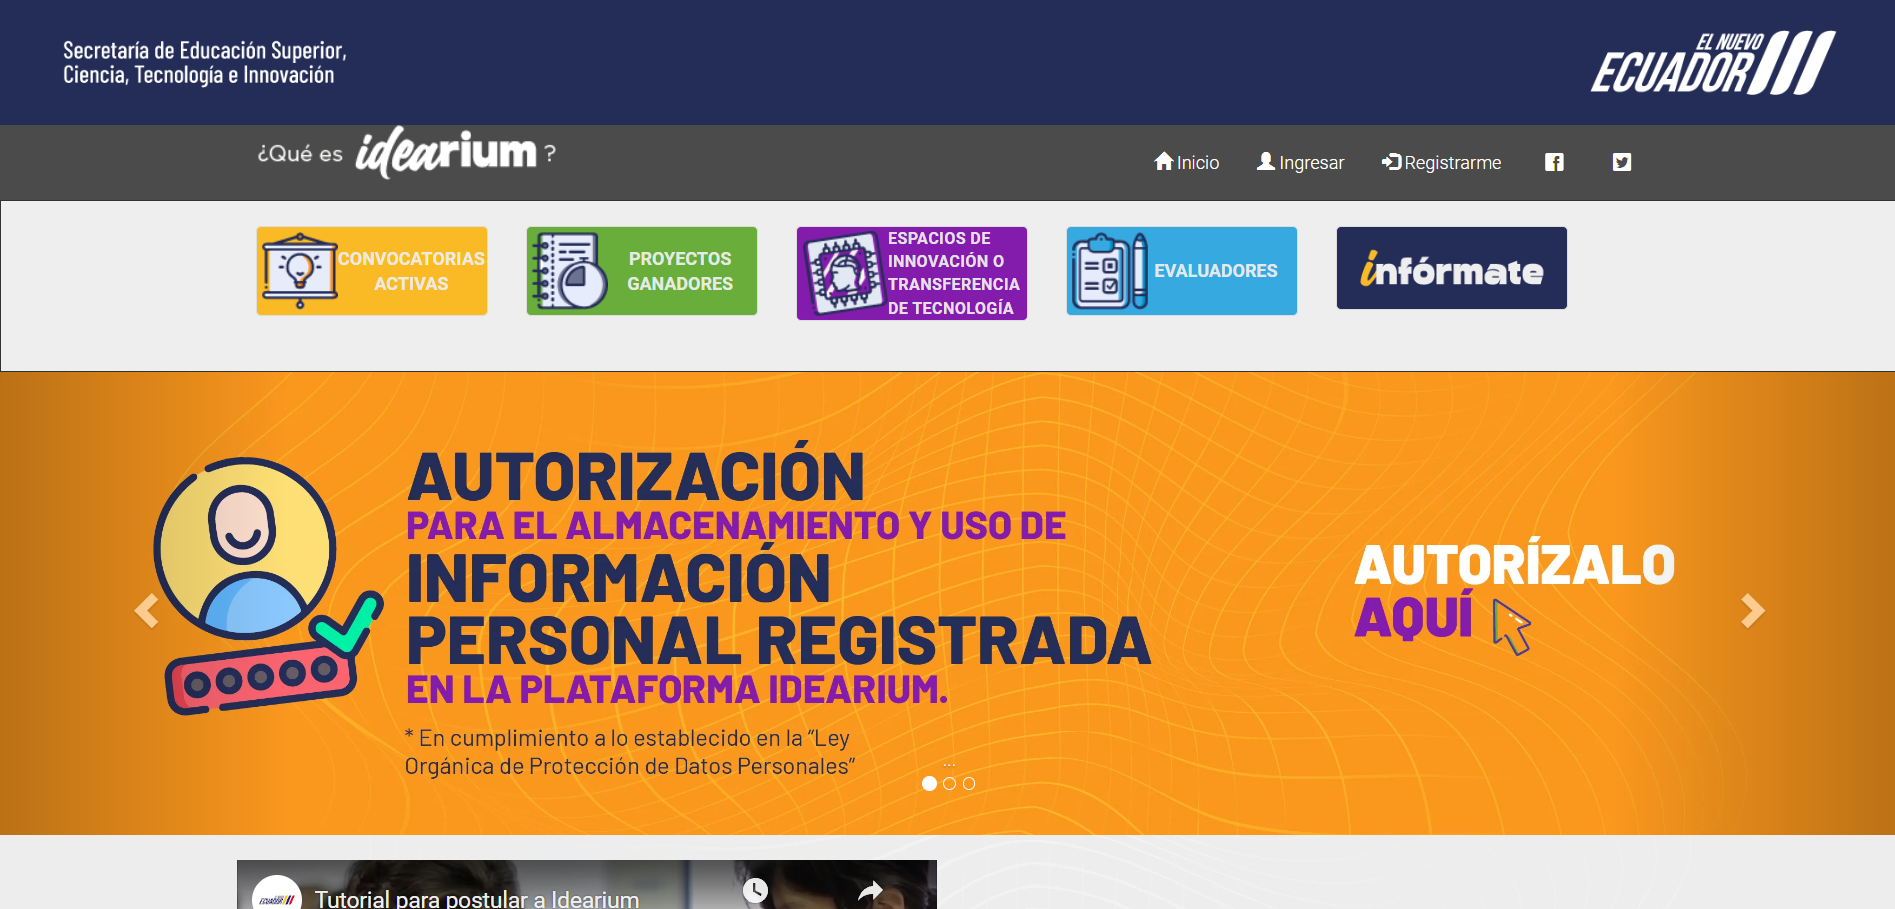 Secretaría de Educación Superior,
Ciencia, Tecnología e Innovación
EL NUEVO
ECUADOR
¿Qué es idearium ?
Inicio
Ingresar
Registrarme
CONVOCATORIAS
ACTIVAS
PROYECTOS
GANADORES
ESPACIOS DE
INNOVACIÓN O
TRANSFERENCIA
DE TECNOLOGÍA
EVALUADORES
infórmate
AUTORIZACIÓN
PARA EL ALMACENAMIENTO Y USO DE
INFORMACIÓN
PERSONAL REGISTRADA
EN LA PLATAFORMA IDEARIUM.
* En cumplimiento a lo establecido en la “Ley
Orgánica de Protección de Datos Personales”
AUTORÍZALO
AQUÍ
...
ECUADOR
Tutorial para postular a Idearium